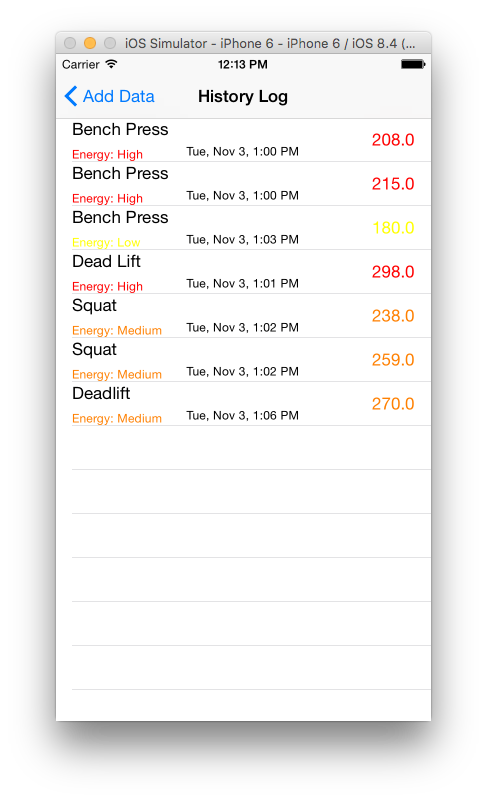 iOS Simulator - iPhone 6 - iPhone 6 / iOS 8.4 (...
Carrier 12:13 PM
Add Data History Log
Bench Press
Energy: High Tue, Nov 3, 1:00 PM 208.0
Bench Press
Energy: High Tue, Nov 3, 1:00 PM 215.0
Bench Press
Energy: Low Tue, Nov 3, 1:03 PM 180.0
Dead Lift
Energy: High Tue, Nov 3, 1:01 PM 298.0
Squat
Energy: Medium Tue, Nov 3, 1:02 PM 238.0
Squat
Energy: Medium Tue, Nov 3, 1:02 PM 259.0
Deadlift
Energy: Medium Tue, Nov 3, 1:06 PM 270.0